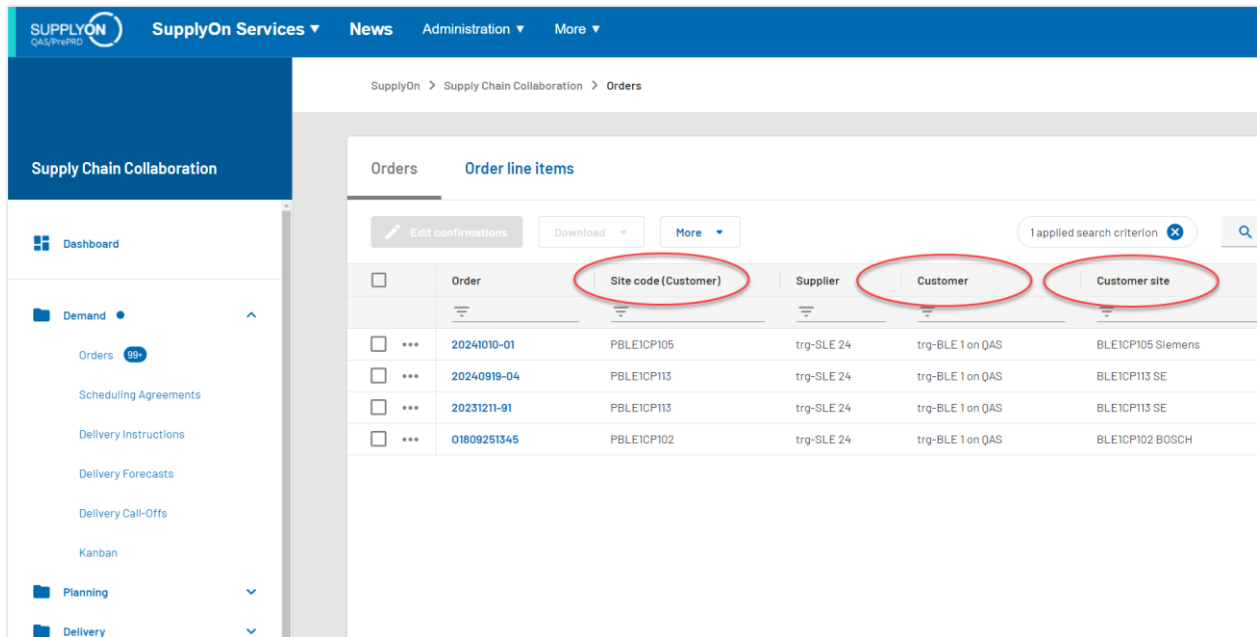 SUPPLYON
QAS/PrePRD
SupplyOn Services ▼ News Administration ▼ More ▼
SupplyOn > Supply Chain Collaboration > Orders
Supply Chain Collaboration
Dashboard
Demand
Orders 99+
Scheduling Agreements
Delivery Instructions
Delivery Forecasts
Delivery Call-Offs
Kanban
Planning
Delivery
Orders Order line items
Edit confirmations Download More 1 applied search criterion
Order Site code (Customer) Supplier Customer Customer site
20241010-01 PBLE1CP105 trg-SLE 24 trg-BLE 1 on QAS BLE1CP105 Siemens
20240919-04 PBLE1CP113 trg-SLE 24 trg-BLE 1 on QAS BLE1CP113 SE
20231211-91 PBLE1CP113 trg-SLE 24 trg-BLE 1 on QAS BLE1CP113 SE
01809251345 PBLE1CP102 trg-SLE 24 trg-BLE 1 on QAS BLE1CP102 BOSCH